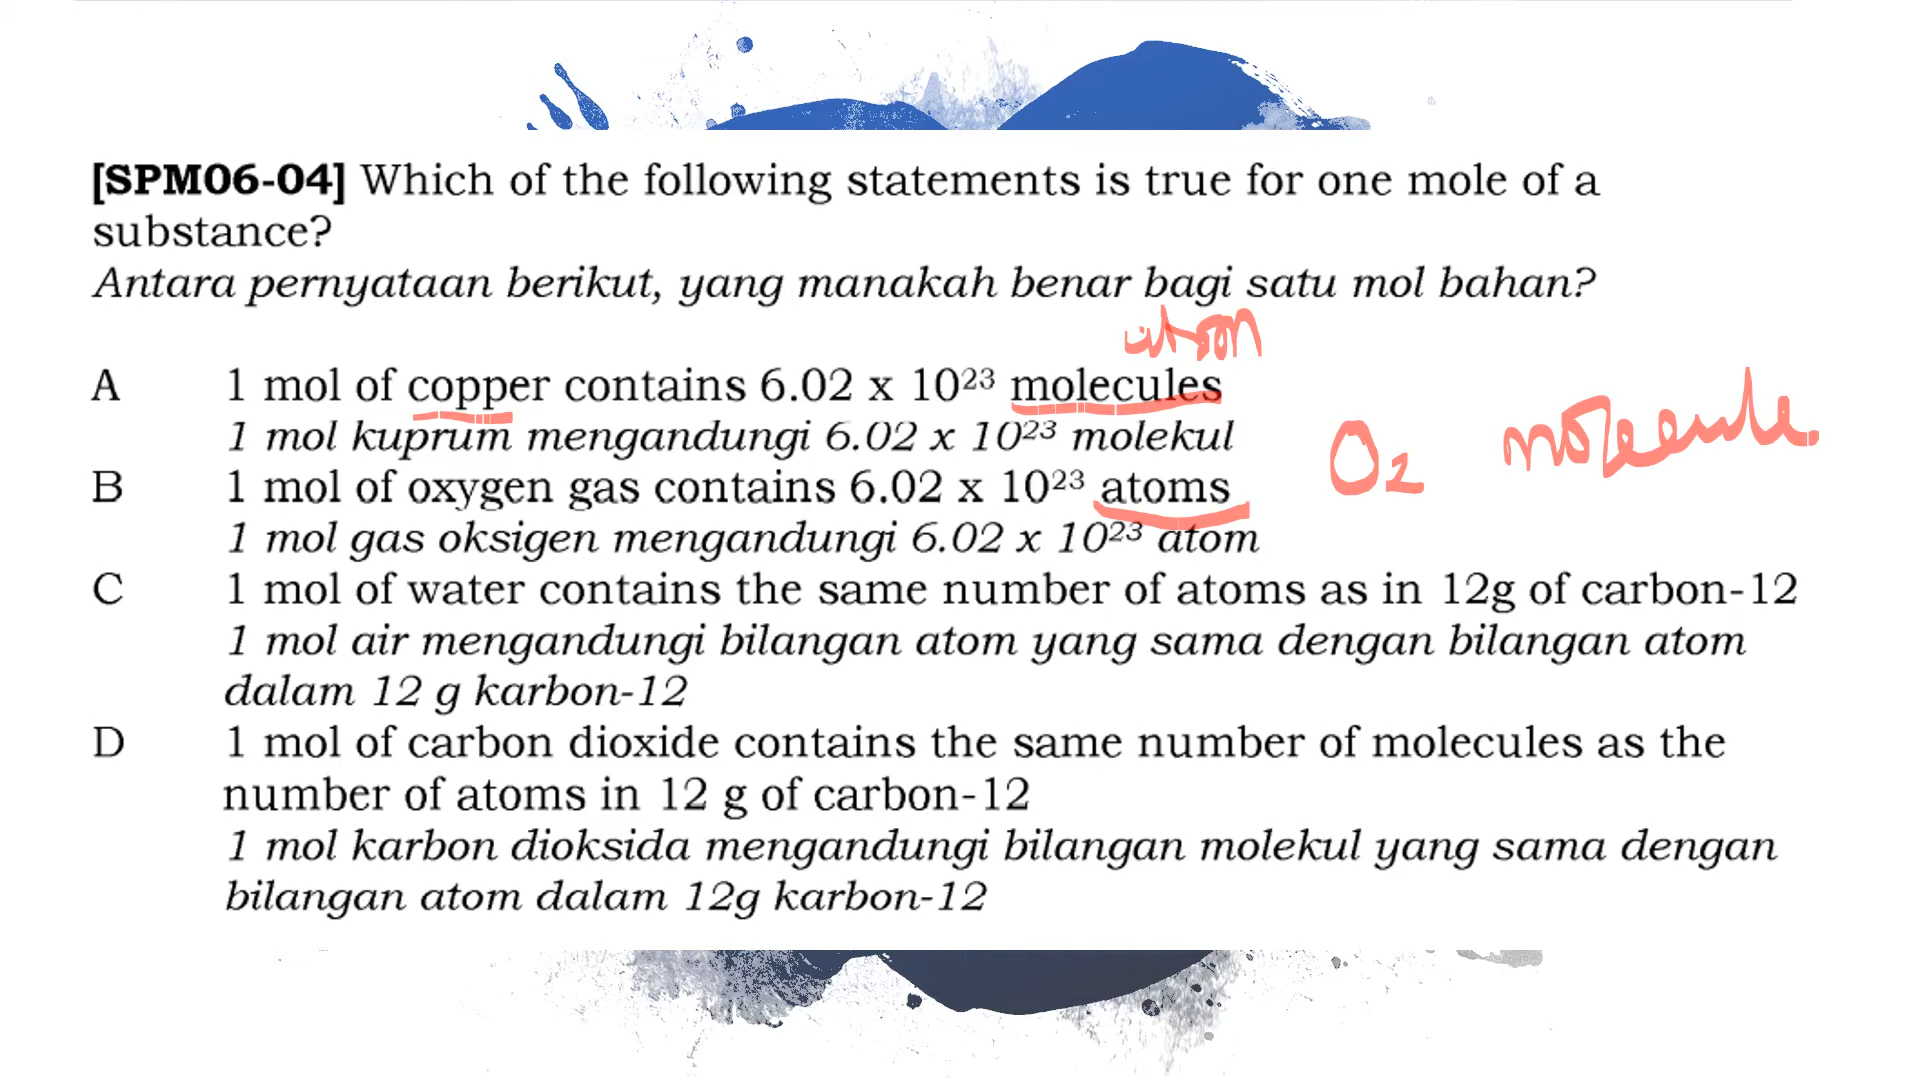 [SPM06-04] Which of the following statements is true for one mole of a
substance?
Antara pernyataan berikut, yang manakah benar bagi satu mol bahan?
atom
A 1 mol of copper contains 6.02 x 10²³ molecules
1 mol kuprum mengandungi 6.02 x 10²³ molekul
O₂ molecule
B 1 mol of oxygen gas contains 6.02 x 10²³ atoms
1 mol gas oksigen mengandungi 6.02 x 10²³ atom
C 1 mol of water contains the same number of atoms as in 12g of carbon-12
1 mol air mengandungi bilangan atom yang sama dengan bilangan atom
dalam 12 g karbon-12
D 1 mol of carbon dioxide contains the same number of molecules as the
number of atoms in 12 g of carbon-12
1 mol karbon dioksida mengandungi bilangan molekul yang sama dengan
bilangan atom dalam 12g karbon-12